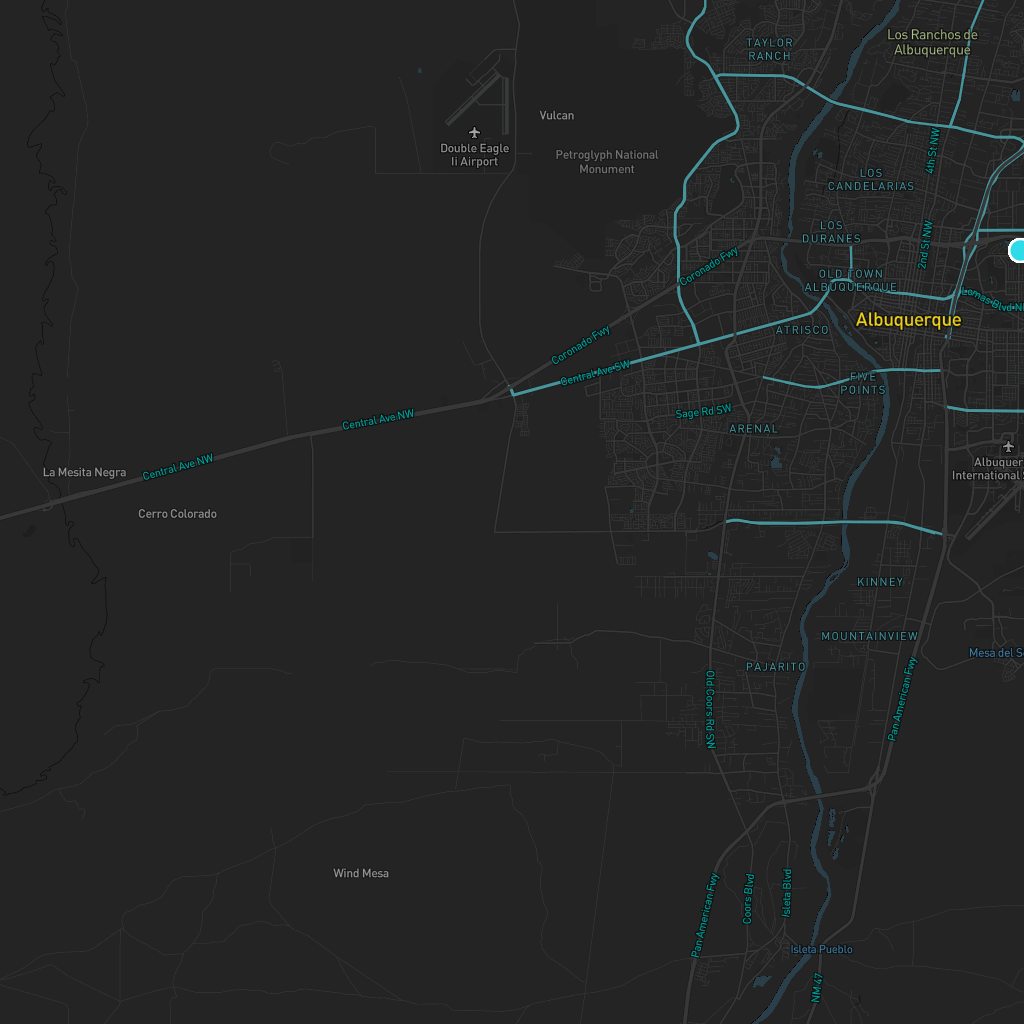 Los Ranchos de
Albuquerque
TAYLOR
RANCH
Vulcan
Double Eagle
Ii Airport
Petroglyph National
Monument
4th St NW
LOS
CANDELARIAS
LOS
DURANES
2nd St NW
Coronado Fwy
OLD TOWN
ALBUQUERQUE
Lomas Blvd NE
Albuquerque
ATRISCO
Coronado Fwy
Central Ave SW
FIVE
POINTS
Sage Rd SW
Central Ave NW
ARENAL
La Mesita Negra
Central Ave NW
Albuquer
International S
Cerro Colorado
KINNEY
MOUNTAINVIEW
Mesa del So
PAJARITO
Old Coors Rd SW
Pan American Fwy
Wind Mesa
Pan American Fwy
Coors Blvd
Isleta Blvd
Isleta Pueblo
NM 47